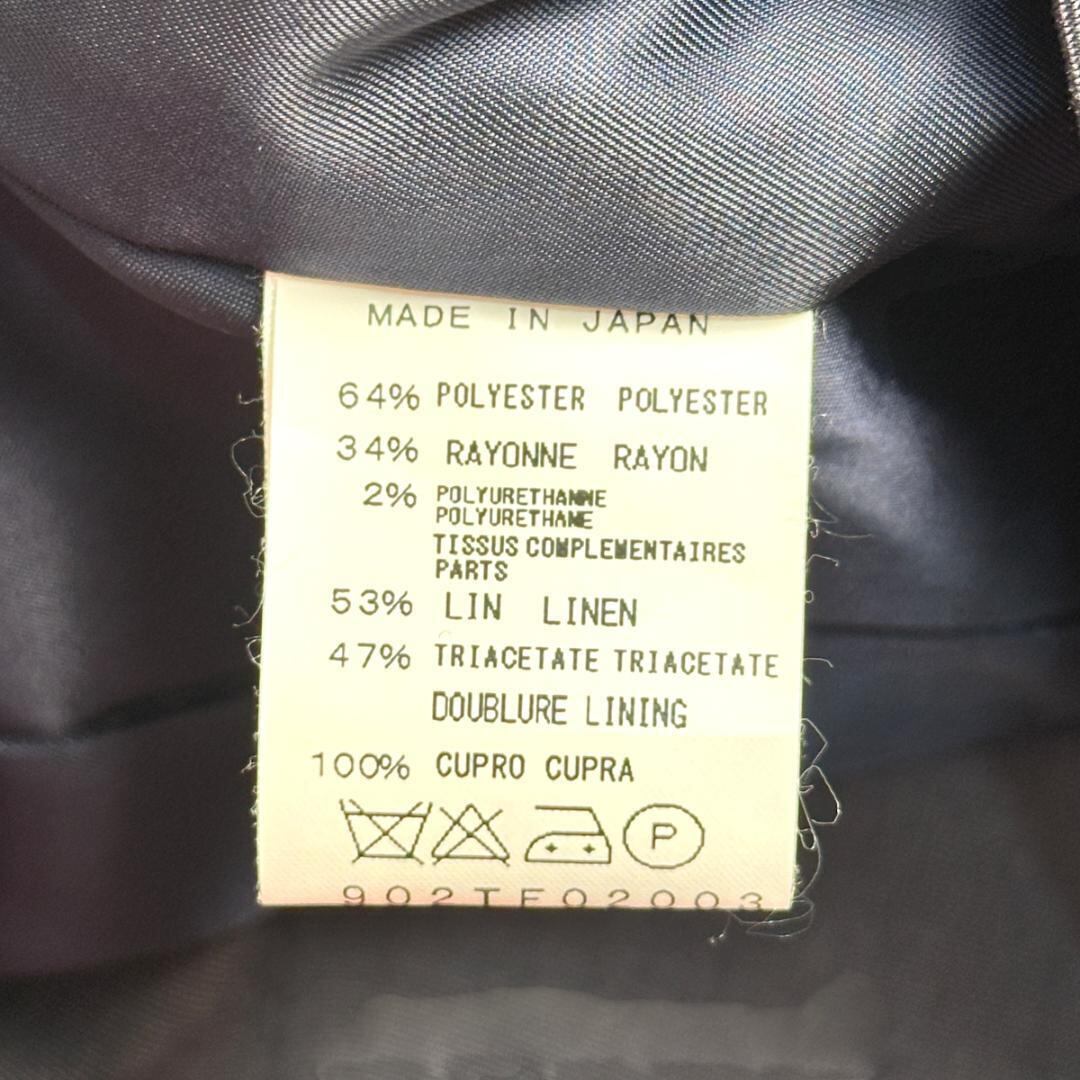 MADE IN JAPAN
64% POLYESTER POLYESTER
34% RAYONNE RAYON
2% POLYURETHANNE
POLYURETHANE
TISSUS COMPLEMENTAIRES
PARTS
53% LIN LINEN
47% TRIACETATE TRIACETATE
DOUBLURE LINING
100% CUPRO CUPRA
P
902TF02003